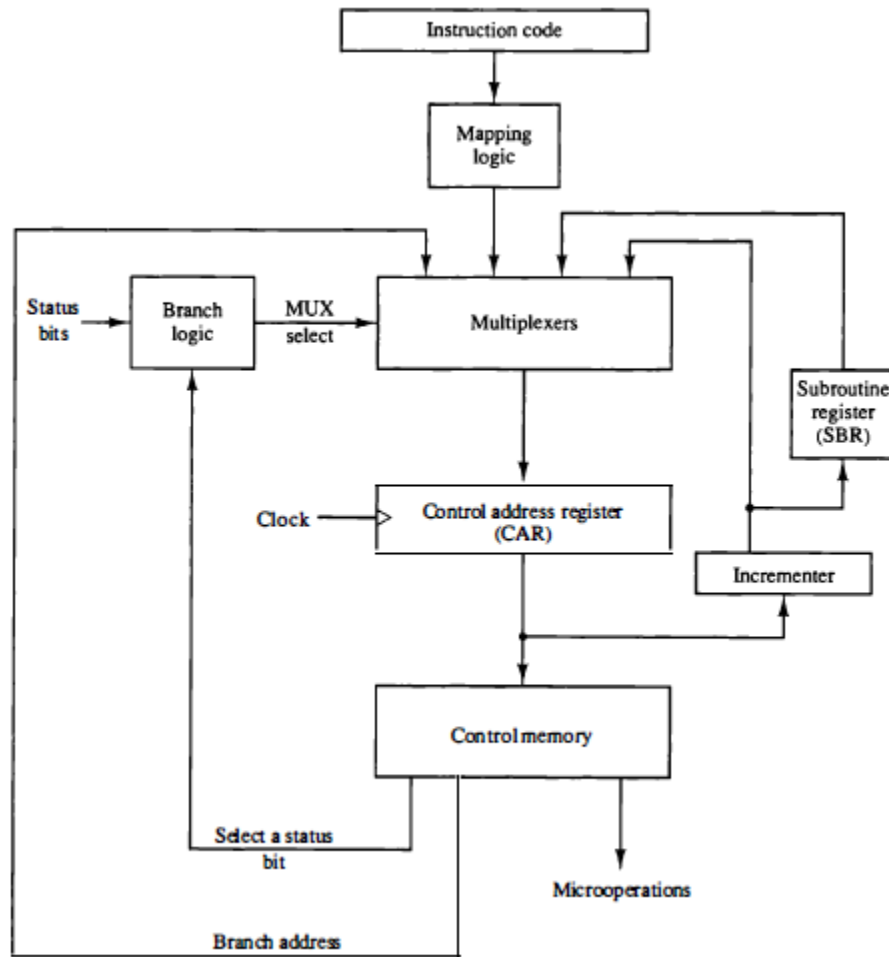 Instruction code
Mapping
logic
Status
bits
Branch
logic
MUX
select
Multiplexers
Subroutine
register
(SBR)
Clock
Control address register
(CAR)
Incrementer
Control memory
Select a status
bit
Microoperations
Branch address